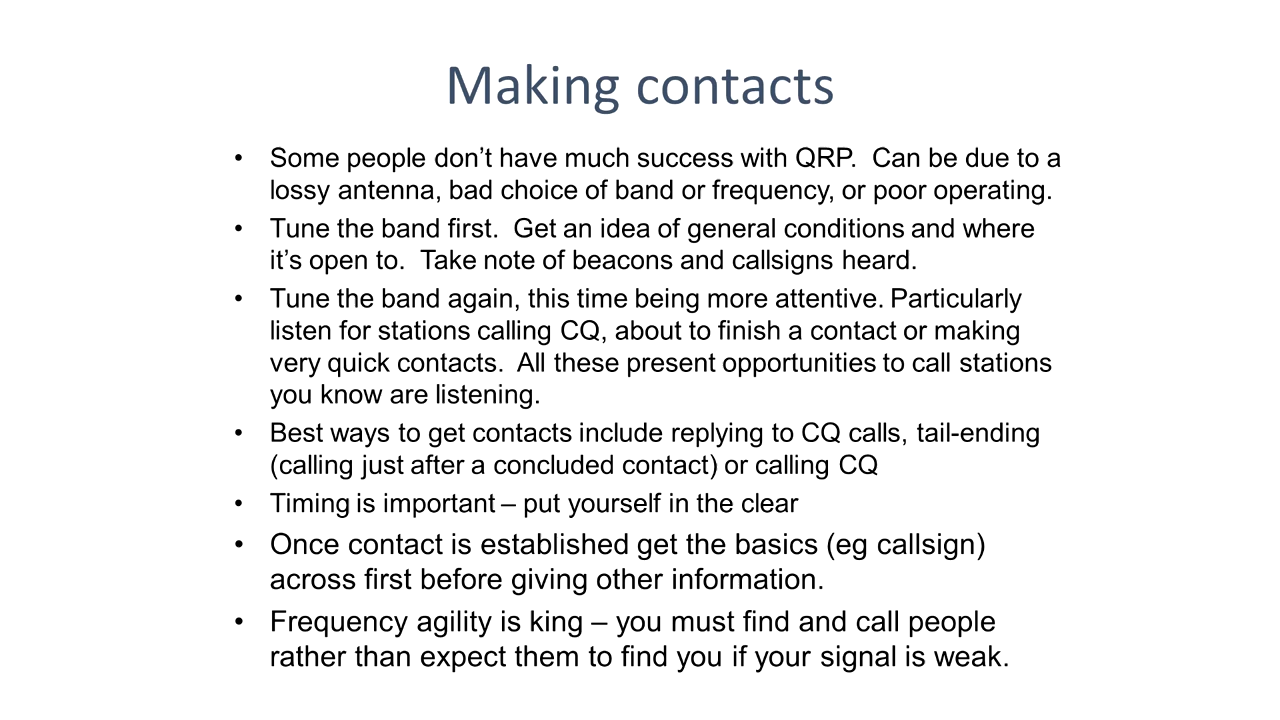 Making contacts
• Some people don’t have much success with QRP.  Can be due to a
lossy antenna, bad choice of band or frequency, or poor operating.
• Tune the band first.  Get an idea of general conditions and where
it’s open to.  Take note of beacons and callsigns heard.
• Tune the band again, this time being more attentive. Particularly
listen for stations calling CQ, about to finish a contact or making
very quick contacts.  All these present opportunities to call stations
you know are listening.
• Best ways to get contacts include replying to CQ calls, tail-ending
(calling just after a concluded contact) or calling CQ
• Timing is important – put yourself in the clear
• Once contact is established get the basics (eg callsign)
across first before giving other information.
• Frequency agility is king – you must find and call people
rather than expect them to find you if your signal is weak.